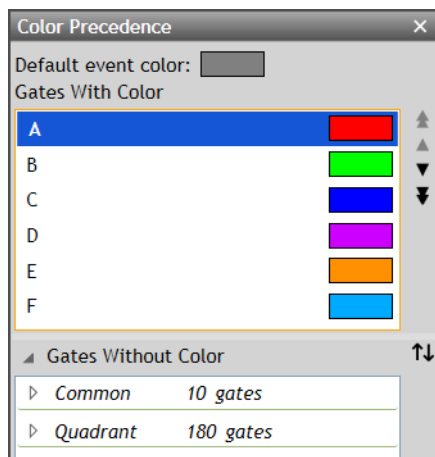 Color Precedence
Default event color:
Gates With Color
A
B
C
D
E
F
Gates Without Color
Common 10 gates
Quadrant 180 gates